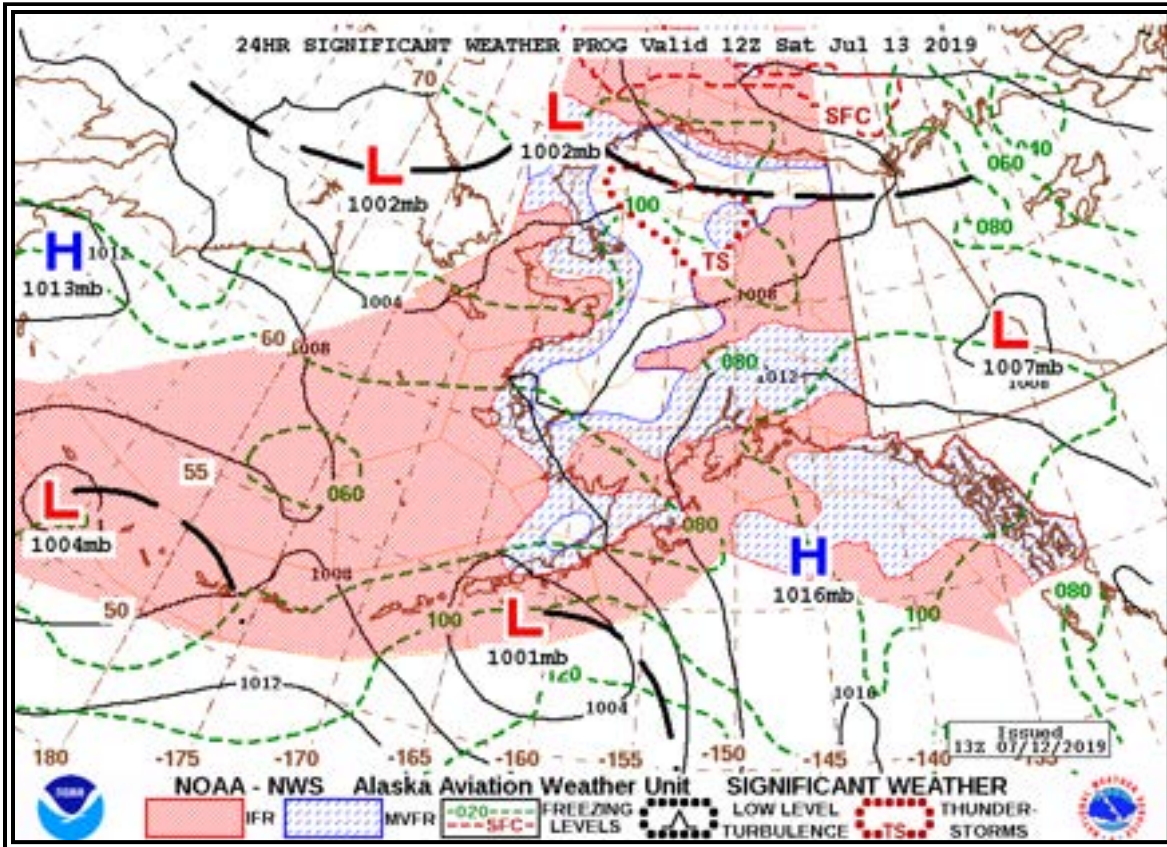 24HR SIGNIFICANT WEATHER PROG Valid 12Z Sat Jul 13 2019
70
SFC
L
1002mb
060
040
L
1002mb
100
080
H
1012
1013mb
TS
1004
1008
60
1008
L
1007mb
1008
080
1012
55
060
L
1004mb
080
H
1016mb
1008
50
100
L
1001mb
100
080
120
1012
1004
1016
Issued
13Z 07/12/2019
-180 -175 -170 -165 -160 -155 -150 -145 -140 -135
NOAA - NWS Alaska Aviation Weather Unit SIGNIFICANT WEATHER
IFR MVFR 020 SFC FREEZING LEVELS LOW LEVEL TURBULENCE TS THUNDER-STORMS